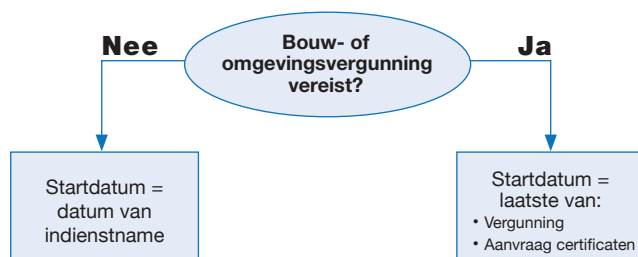 Nee
Bouw- of
omgevingsvergunning
vereist?
Ja
Startdatum =
datum van
indienstname
Startdatum =
laatste van:
• Vergunning
• Aanvraag certificaten